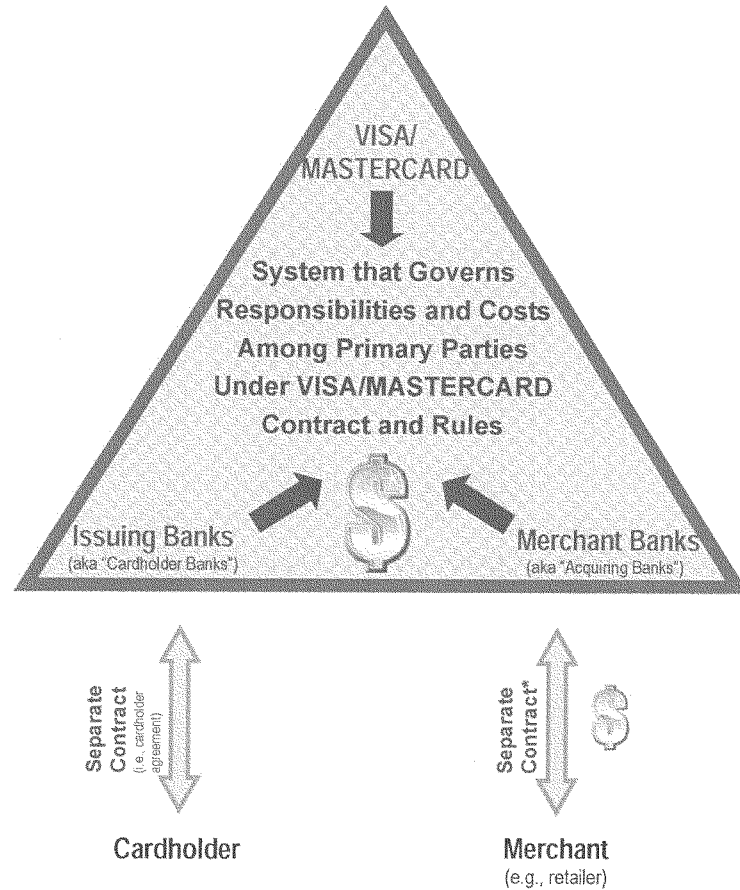 VISA/
MASTERCARD
System that Governs
Responsibilities and Costs
Among Primary Parties
Under VISA/MASTERCARD
Contract and Rules
$
Issuing Banks
(aka "Cardholder Banks")
Merchant Banks
(aka "Acquiring Banks")
Separate
Contract
(i.e., cardholder
agreement)
Separate
Contract*
$
Cardholder
Merchant
(e.g., retailer)